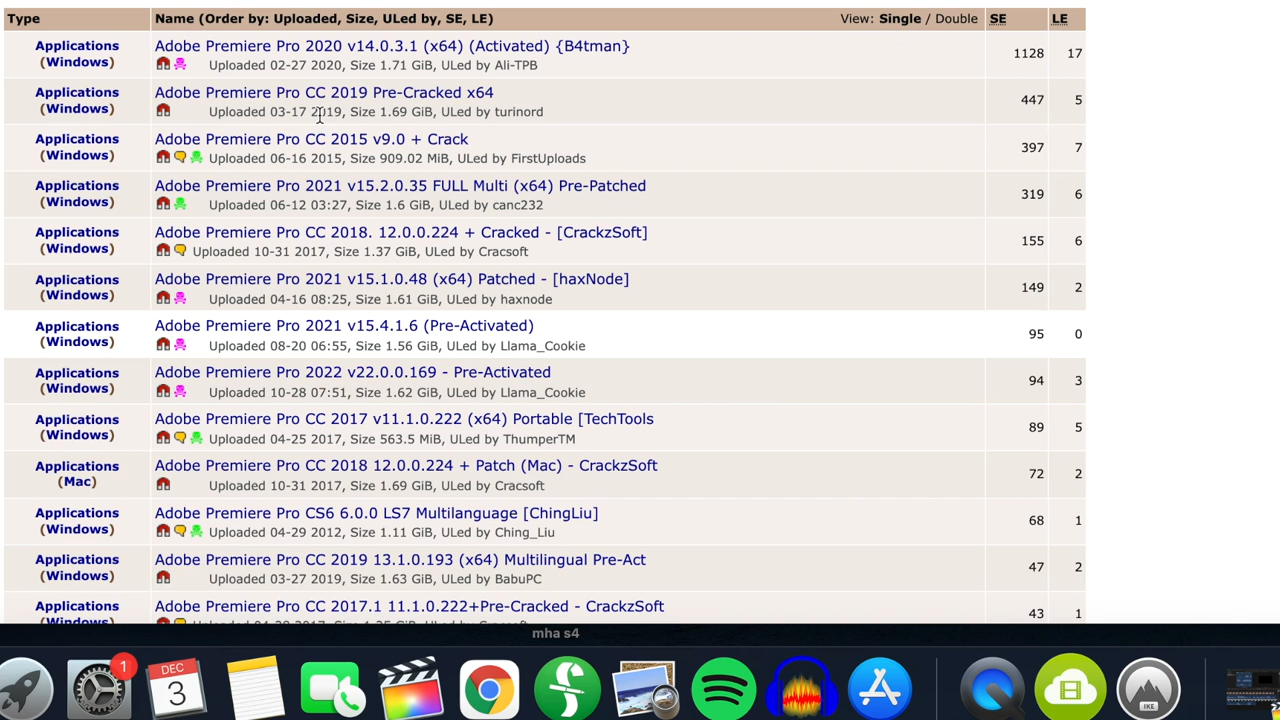 Type Name (Order by: Uploaded, Size, ULed by, SE, LE) View: Single / Double SE LE
Applications Adobe Premiere Pro 2020 v14.0.3.1 (x64) (Activated) {B4tman}
(Windows) Uploaded 02-27 2020, Size 1.71 GiB, ULed by Ali-TPB 1128 17
Applications Adobe Premiere Pro CC 2019 Pre-Cracked x64
(Windows) Uploaded 03-17 2019, Size 1.69 GiB, ULed by turinord 447 5
Applications Adobe Premiere Pro CC 2015 v9.0 + Crack
(Windows) Uploaded 06-16 2015, Size 909.02 MiB, ULed by FirstUploads 397 7
Applications Adobe Premiere Pro 2021 v15.2.0.35 FULL Multi (x64) Pre-Patched
(Windows) Uploaded 06-12 03:27, Size 1.6 GiB, ULed by canc232 319 6
Applications Adobe Premiere Pro CC 2018. 12.0.0.224 + Cracked - [CrackzSoft]
(Windows) Uploaded 10-31 2017, Size 1.37 GiB, ULed by Cracsoft 155 6
Applications Adobe Premiere Pro 2021 v15.1.0.48 (x64) Patched - [haxNode]
(Windows) Uploaded 04-16 08:25, Size 1.61 GiB, ULed by haxnode 149 2
Applications Adobe Premiere Pro 2021 v15.4.1.6 (Pre-Activated)
(Windows) Uploaded 08-20 06:55, Size 1.56 GiB, ULed by Llama_Cookie 95 0
Applications Adobe Premiere Pro 2022 v22.0.0.169 - Pre-Activated
(Windows) Uploaded 10-28 07:51, Size 1.62 GiB, ULed by Llama_Cookie 94 3
Applications Adobe Premiere Pro CC 2017 v11.1.0.222 (x64) Portable [TechTools
(Windows) Uploaded 04-25 2017, Size 563.5 MiB, ULed by ThumperTM 89 5
Applications Adobe Premiere Pro CC 2018 12.0.0.224 + Patch (Mac) - CrackzSoft
(Mac) Uploaded 10-31 2017, Size 1.69 GiB, ULed by Cracsoft 72 2
Applications Adobe Premiere Pro CS6 6.0.0 LS7 Multilanguage [ChingLiu]
(Windows) Uploaded 04-29 2012, Size 1.11 GiB, ULed by Ching_Liu 68 1
Applications Adobe Premiere Pro CC 2019 13.1.0.193 (x64) Multilingual Pre-Act
(Windows) Uploaded 03-27 2019, Size 1.63 GiB, ULed by BabuPC 47 2
Applications Adobe Premiere Pro CC 2017.1 11.1.0.222+Pre-Cracked - CrackzSoft
(Windows) 43 1
mha s4
1
DEC
3
IKE